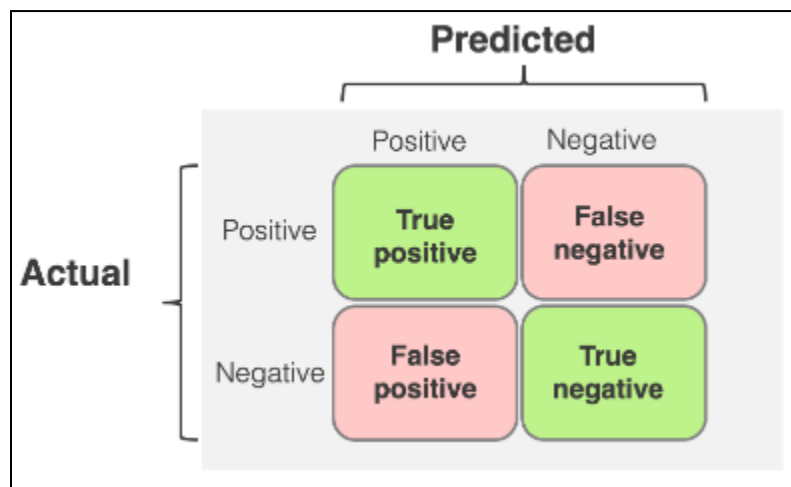 Predicted
Positive
Negative
Positive
True
positive
False
negative
Actual
Negative
False
positive
True
negative